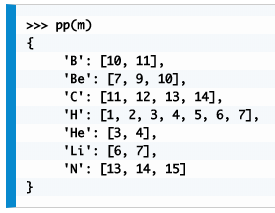 >>> pp(m)
{
'B': [10, 11],
'Be': [7, 9, 10],
'C': [11, 12, 13, 14],
'H': [1, 2, 3, 4, 5, 6, 7],
'He': [3, 4],
'Li': [6, 7],
'N': [13, 14, 15]
}